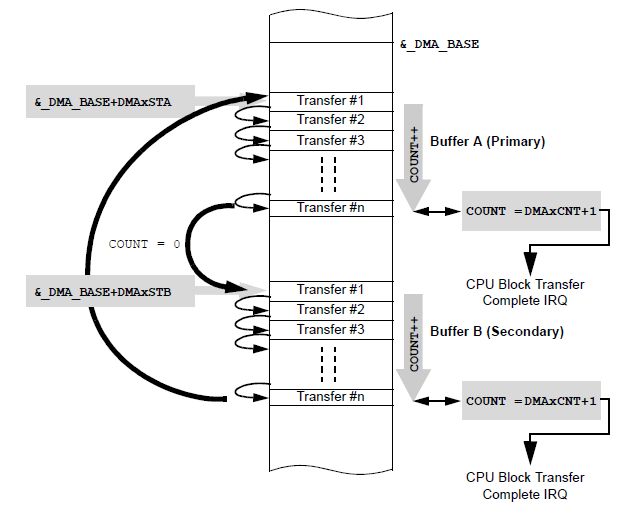 &_DMA_BASE
&_DMA_BASE+DMAxSTA
Transfer #1
Transfer #2
Transfer #3
Transfer #n
COUNT++
Buffer A (Primary)
COUNT =DMAxCNT+1
CPU Block Transfer
Complete IRQ
COUNT = 0
&_DMA_BASE+DMAxSTB
Transfer #1
Transfer #2
Transfer #3
Transfer #n
COUNT++
Buffer B (Secondary)
COUNT =DMAxCNT+1
CPU Block Transfer
Complete IRQ